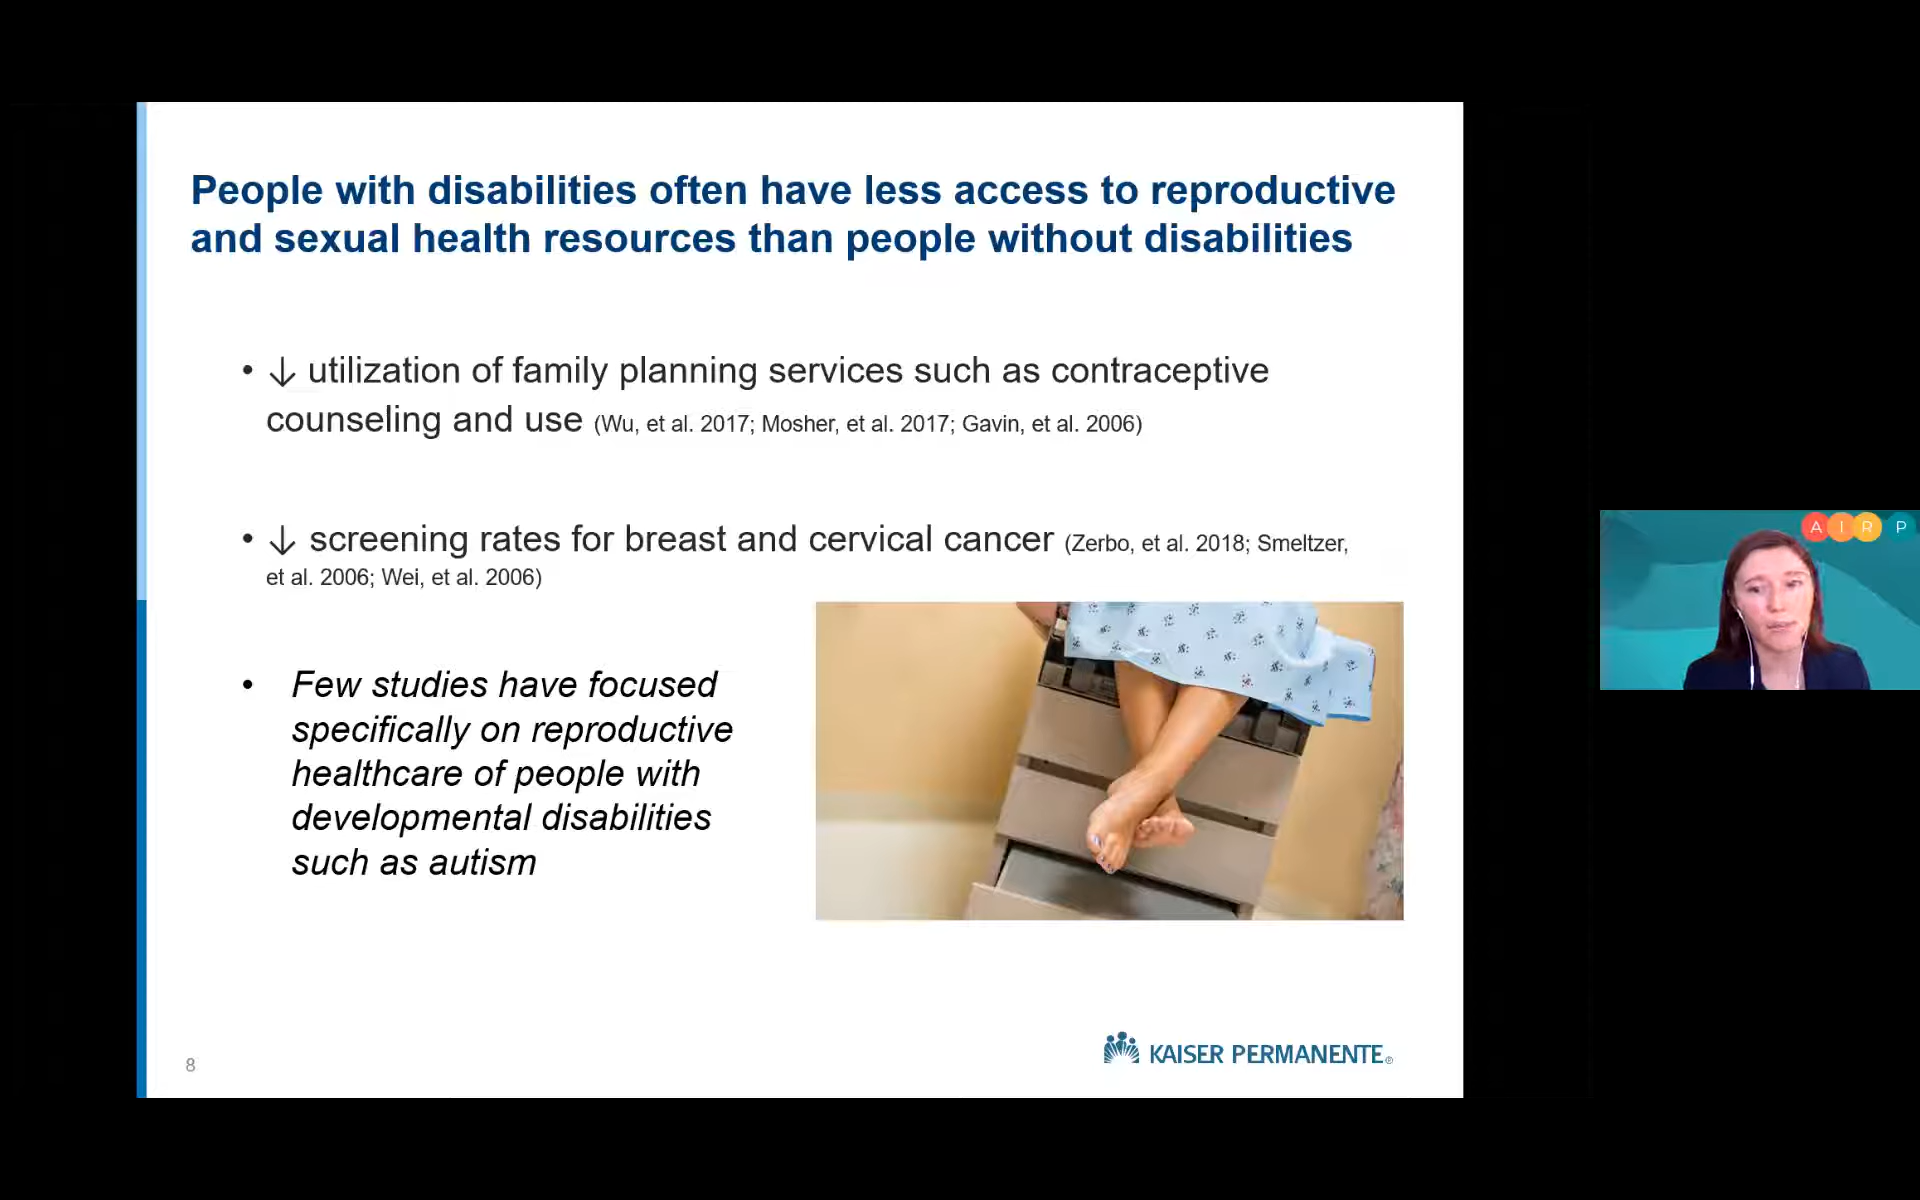 People with disabilities often have less access to reproductive
and sexual health resources than people without disabilities
• ↓ utilization of family planning services such as contraceptive
counseling and use (Wu, et al. 2017; Mosher, et al. 2017; Gavin, et al. 2006)
• ↓ screening rates for breast and cervical cancer (Zerbo, et al. 2018; Smeltzer,
et al. 2006; Wei, et al. 2006)
• Few studies have focused
specifically on reproductive
healthcare of people with
developmental disabilities
such as autism
8
KAISER PERMANENTE®
A I R P